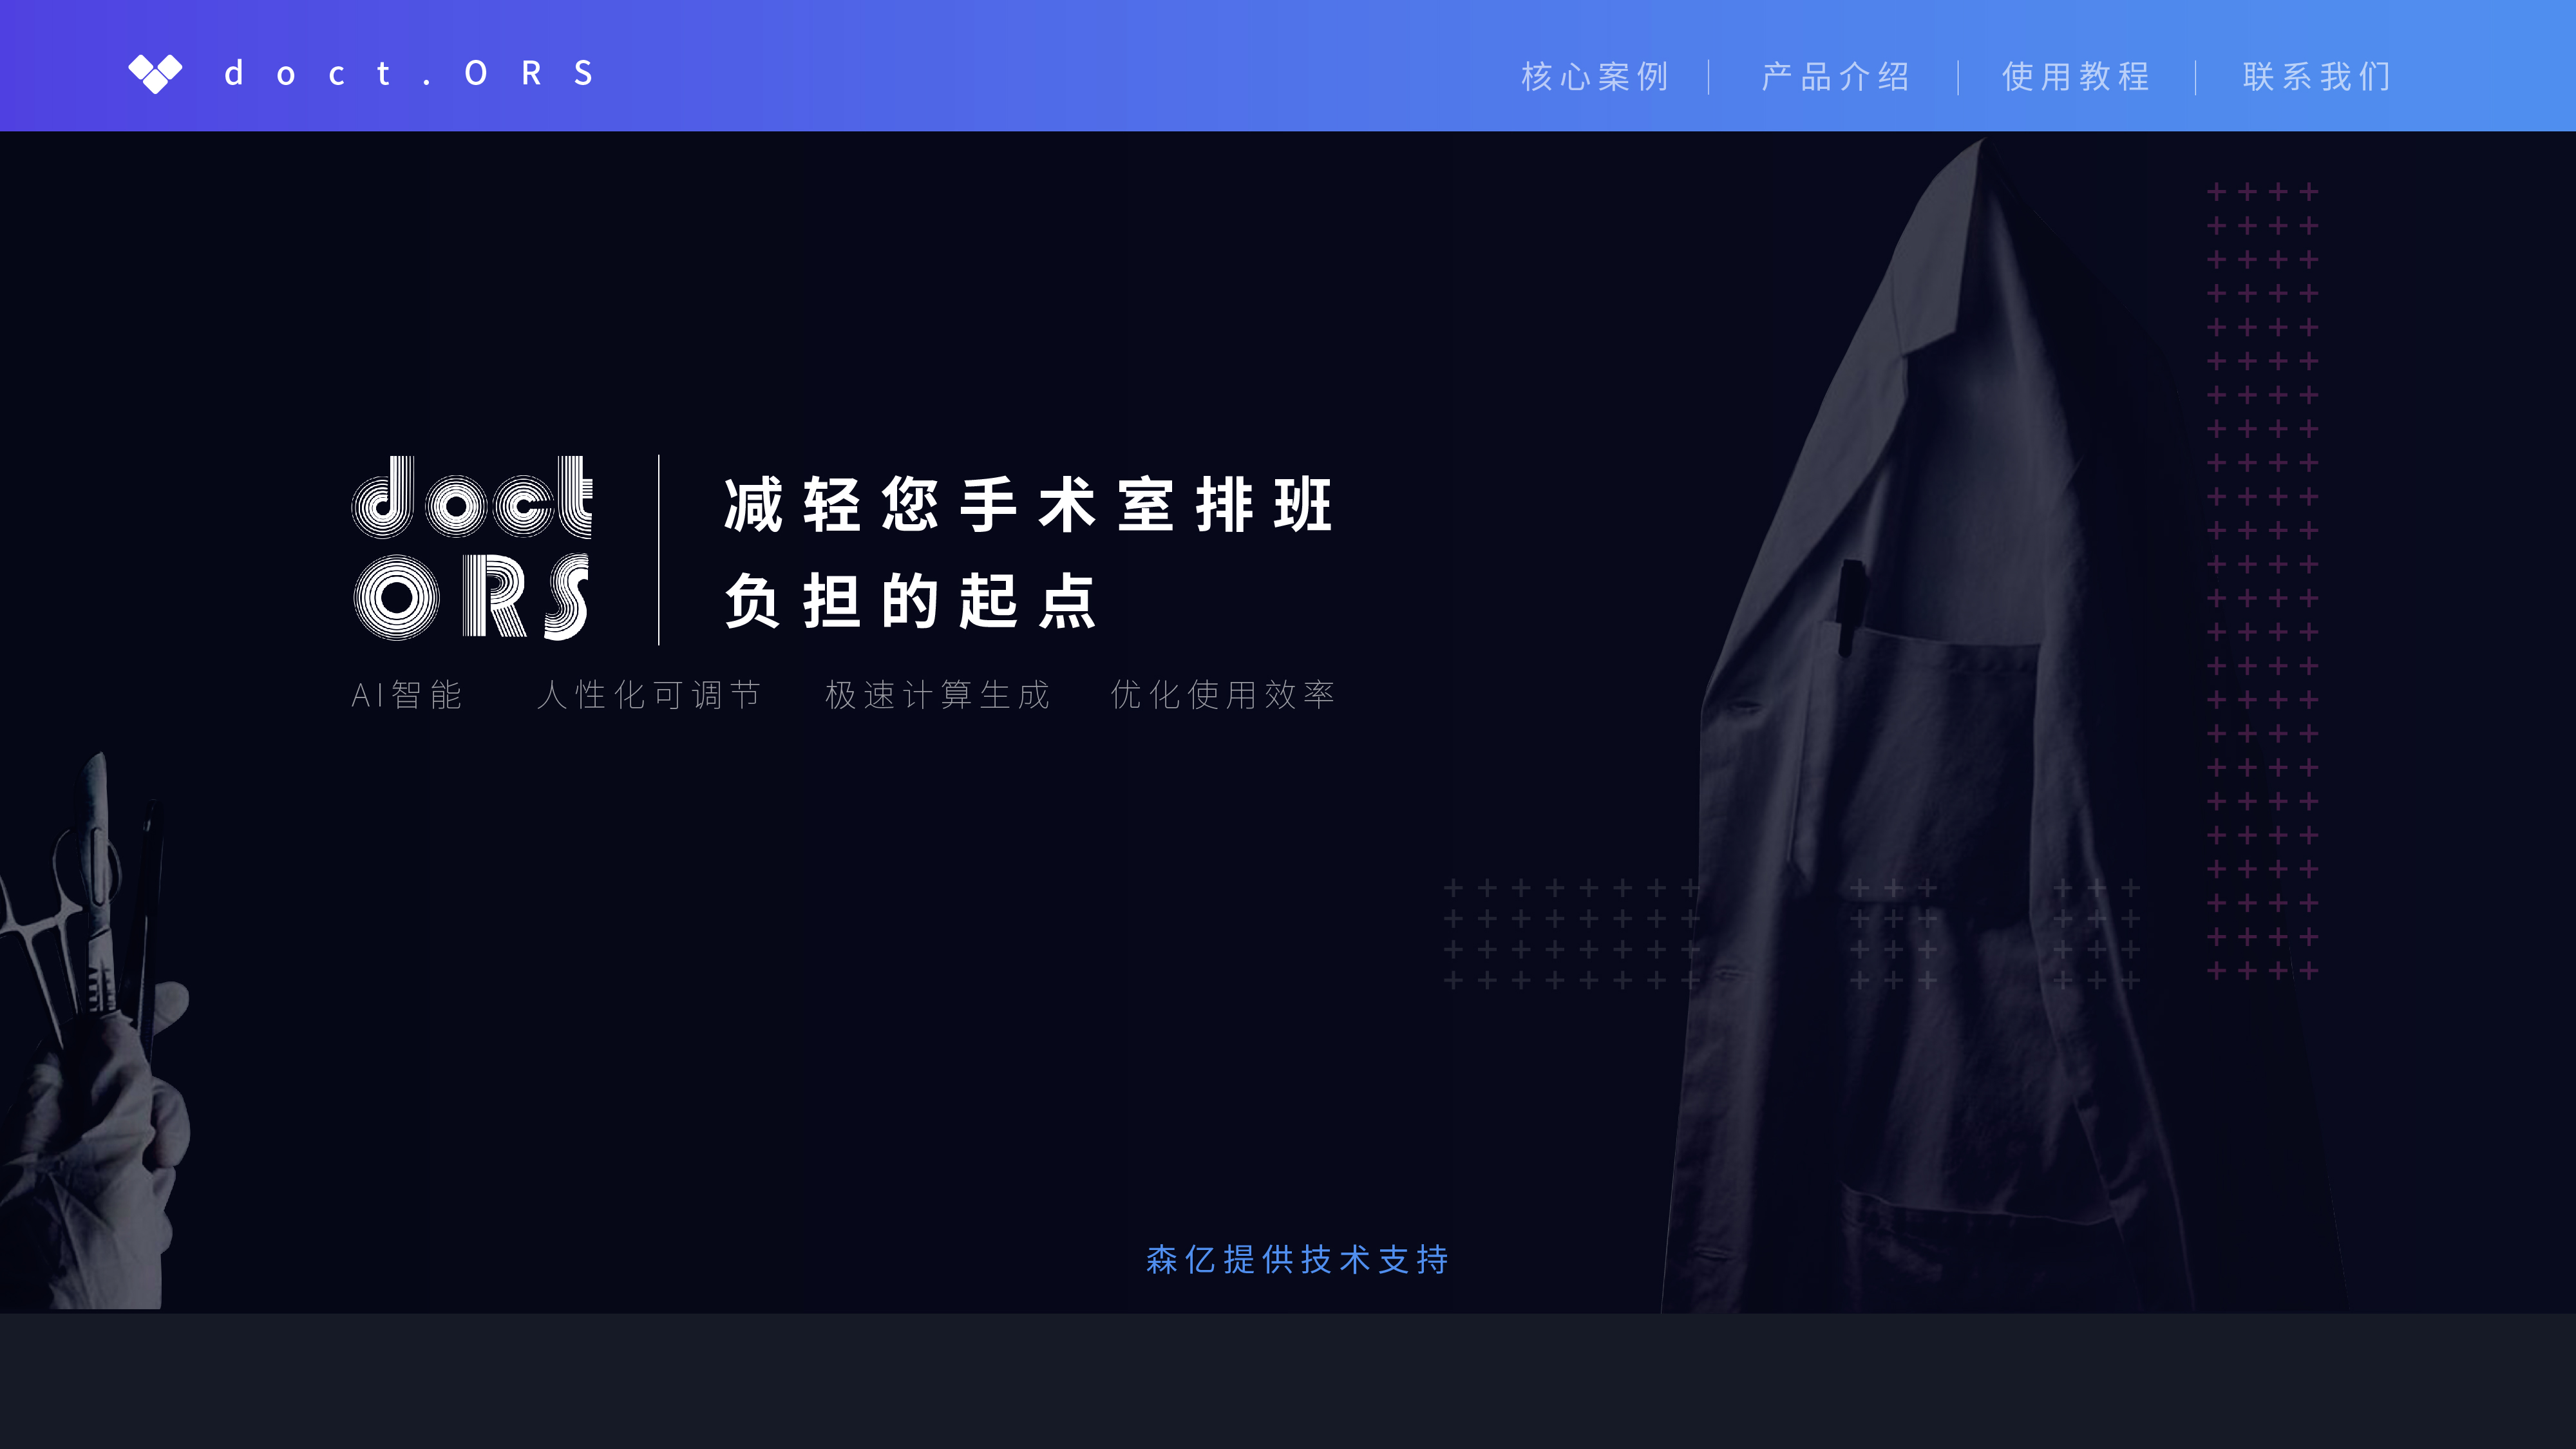 doct.ORS
核心案例
产品介绍
使用教程
联系我们
doct
ORS
减轻您手术室排班
负担的起点
AI智能 人性化可调节 极速计算生成 优化使用效率
森亿提供技术支持